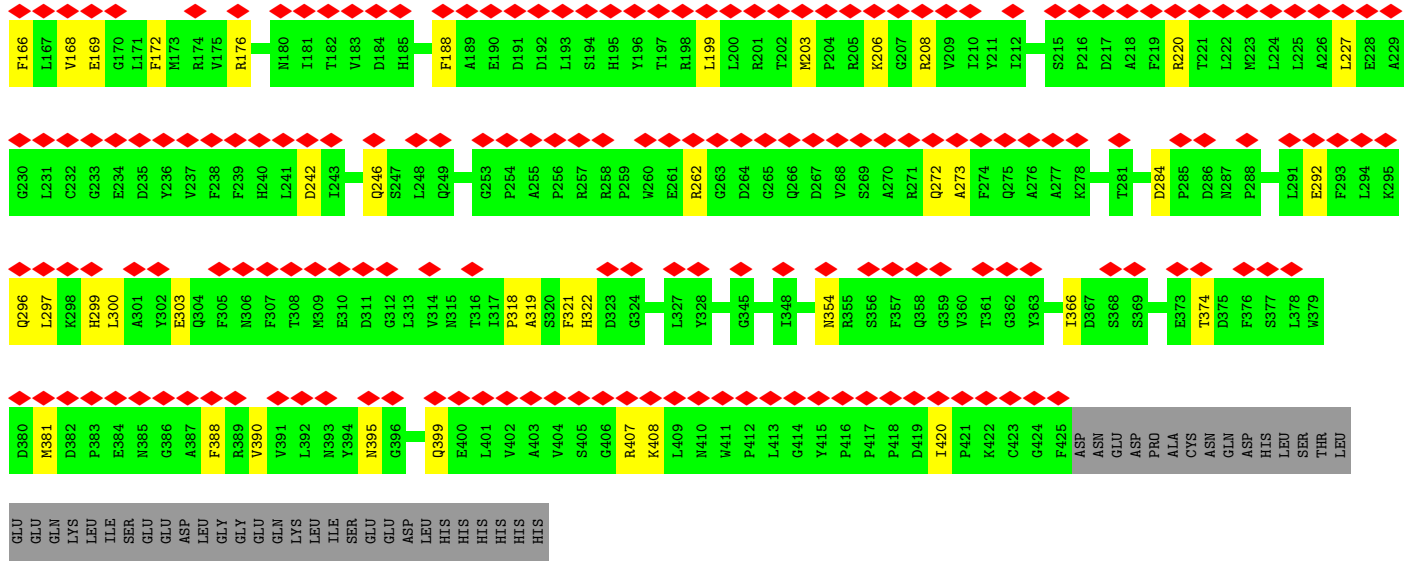 F166 L167 V168 E169 G170 L171 F172 M173 R174 V175 R176 N180 I181 T182 V183 D184 H185 F188 A189 E190 D191 D192 L193 S194 H195 Y196 T197 R198 L199 L200 R201 T202 M203 P204 R205 K206 G207 R208 V209 I210 Y211 I212 S215 P216 D217 A218 F219 R220 T221 L222 M223 L224 L225 A226 L227 E228 A229
G230 L231 C232 G233 E234 D235 Y236 V237 F238 F239 H240 L241 D242 I243 Q246 S247 L248 Q249 G253 P254 A255 P256 R257 R258 P259 W260 E261 R262 G263 D264 G265 Q266 D267 V268 S269 A270 R271 Q272 A273 F274 Q275 A276 A277 K278 T281 D284 P285 D286 N287 P288 L291 E292 F293 L294 K295
Q296 L297 K298 H299 L300 A301 Y302 E303 Q304 F305 N306 F307 T308 M309 E310 D311 G312 L313 V314 N315 T316 I317 P318 A319 S320 F321 H322 D323 G324 L327 Y328 G345 I348 N354 R355 S356 F357 Q358 G359 V360 T361 G362 Y363 I366 D367 S368 S369 E373 T374 D375 F376 S377 L378 W379
D380 M381 D382 P383 E384 N385 G386 A387 F388 R389 V390 V391 L392 N393 Y394 N395 G396 Q399 E400 L401 V402 A403 V404 S405 G406 R407 K408 L409 N410 W411 P412 L413 G414 Y415 P416 P417 P418 D419 I420 P421 K422 C423 G424 F425 ASP ASN GLU ASP PRO ALA CYS ASN GLN ASP HIS LEU SER THR LEU
GLU GLU GLN LYS LEU ILE SER GLU GLU ASP LEU GLY GLY GLU GLN LYS LEU ILE SER GLU GLU ASP LEU HIS HIS HIS HIS HIS HIS